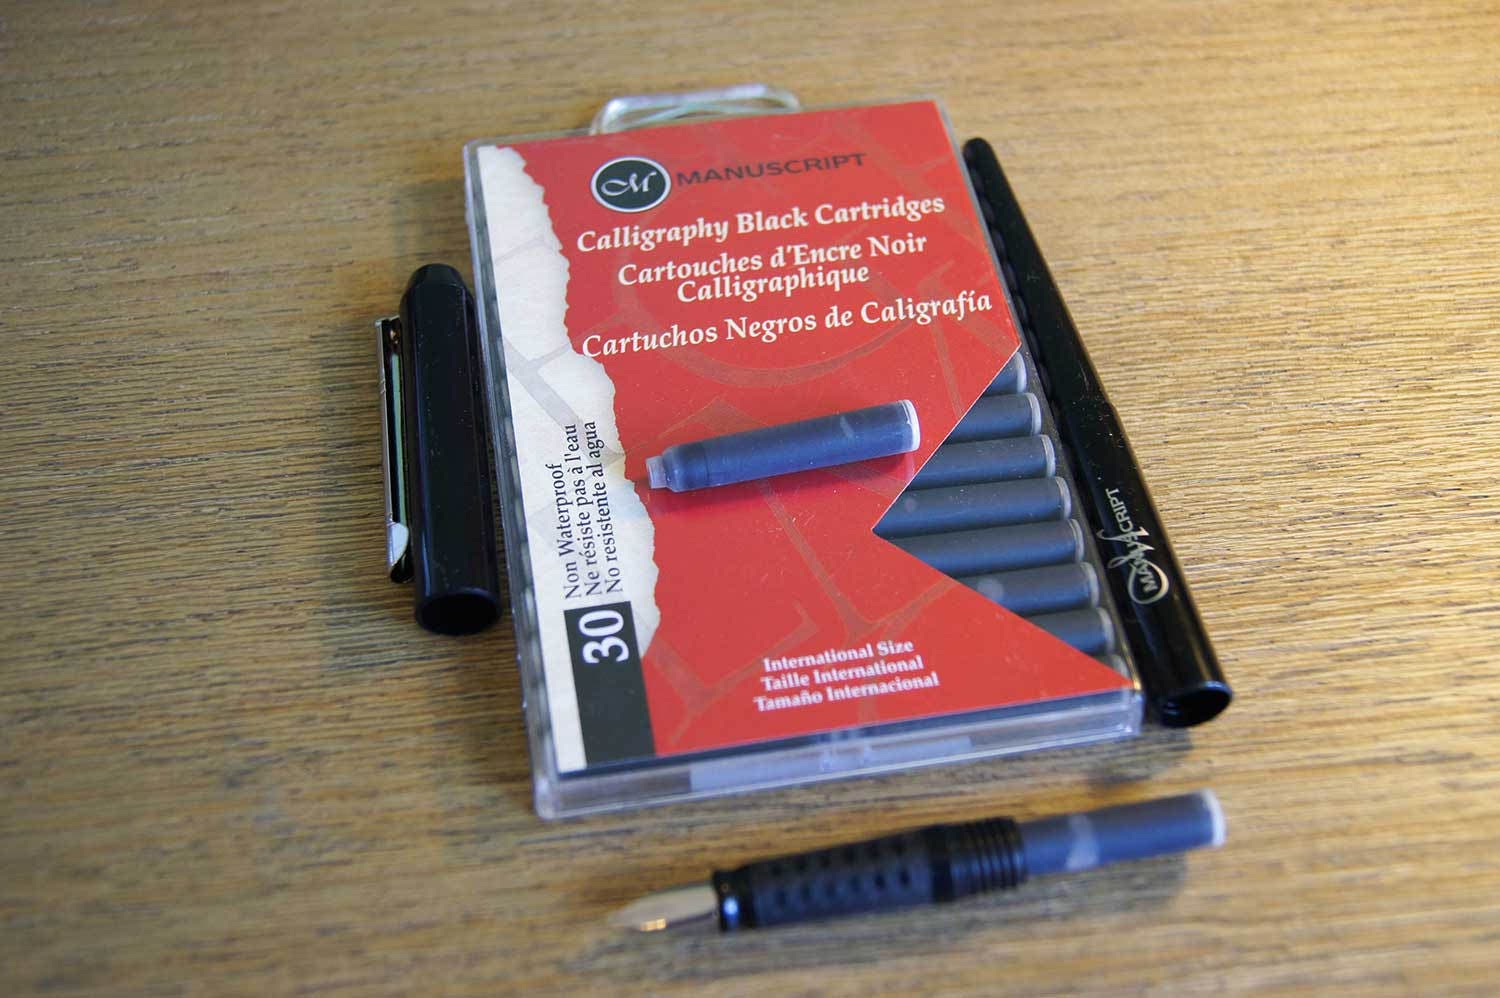 M MANUSCRIPT
Calligraphy Black Cartridges
Cartouches d'Encre Noir
Calligraphique
Cartuchos Negros de Caligrafía
Non Waterproof
Ne résiste pas à l'eau
No resistente al agua
30
International Size
Taille International
Tamaño Internacional
MANUSCRIPT